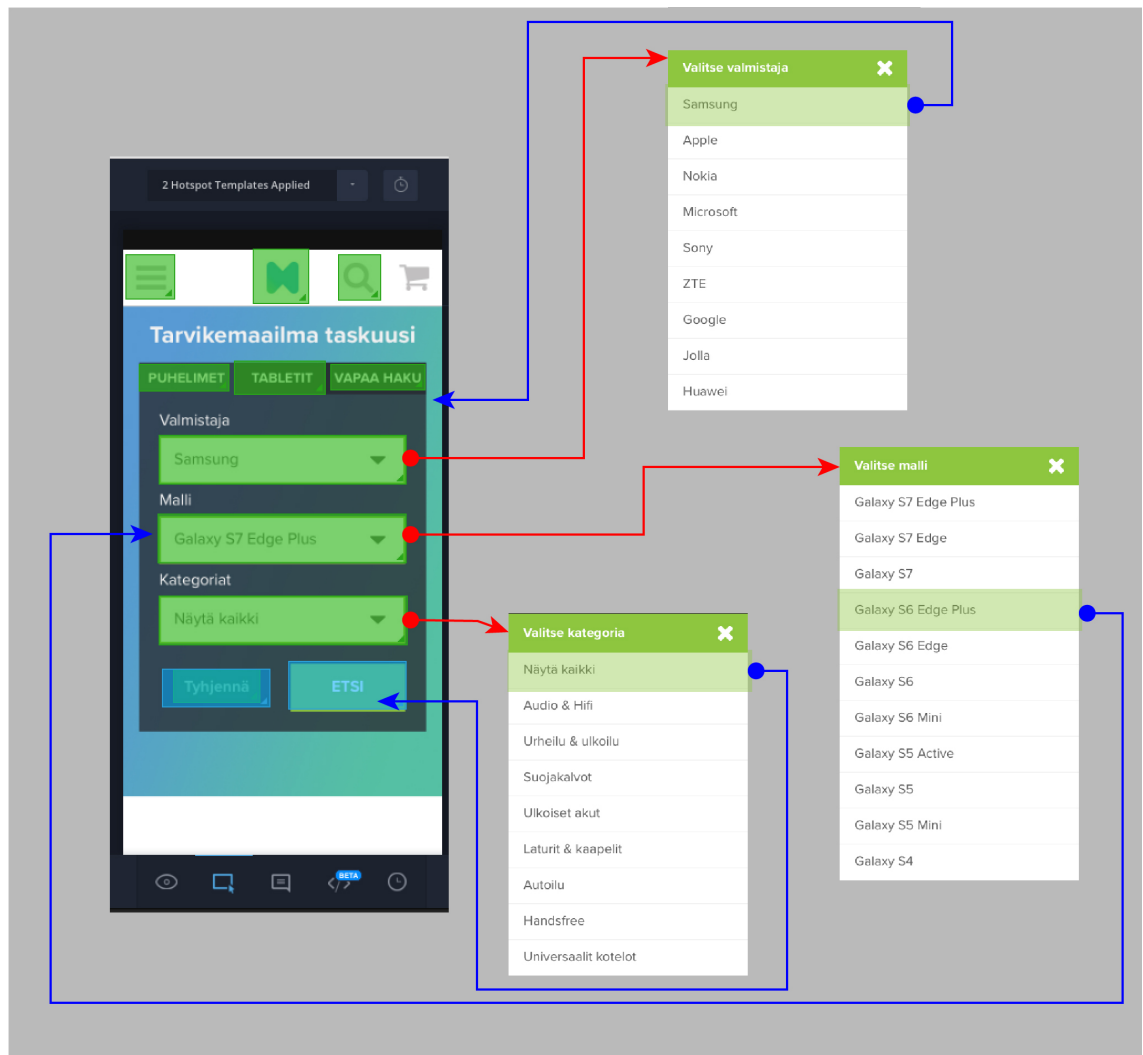 2 Hotspot Templates Applied
Tarvikemaailma taskuusi
PUHELIMET TABLETIT VAPAA HAKU
Valmistaja
Samsung
Malli
Galaxy S7 Edge Plus
Kategoriat
Näytä kaikki
Tyhjennä ETSI
BETA
Valitse valmistaja
Samsung
Apple
Nokia
Microsoft
Sony
ZTE
Google
Jolla
Huawei
Valitse malli
Galaxy S7 Edge Plus
Galaxy S7 Edge
Galaxy S7
Galaxy S6 Edge Plus
Galaxy S6 Edge
Galaxy S6
Galaxy S6 Mini
Galaxy S5 Active
Galaxy S5
Galaxy S5 Mini
Galaxy S4
Valitse kategoria
Näytä kaikki
Audio & Hifi
Urheilu & ulkoilu
Suojakalvot
Ulkoiset akut
Laturit & kaapelit
Autoilu
Handsfree
Universaalit kotelot